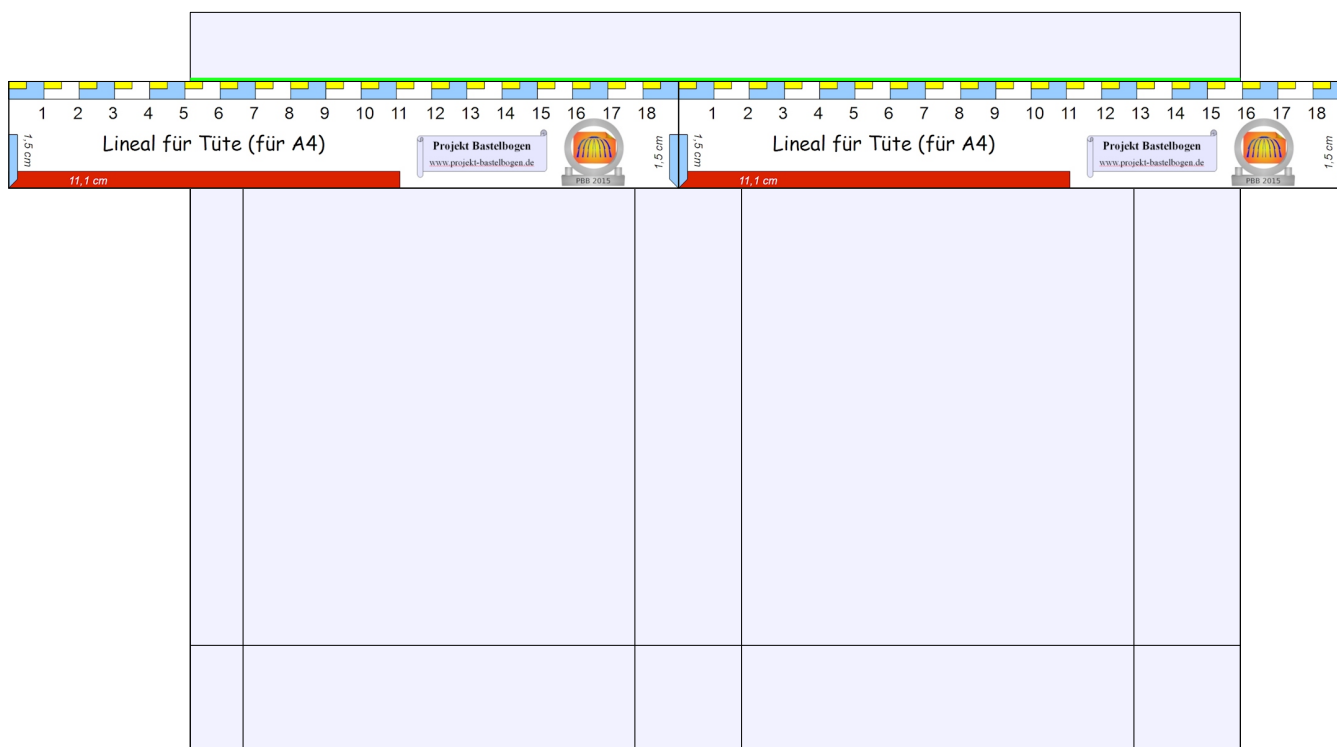 1 2 3 4 5 6 7 8 9 10 11 12 13 14 15 16 17 18
1 2 3 4 5 6 7 8 9 10 11 12 13 14 15 16 17 18
1,5 cm
Lineal für Tüte (für A4)
Projekt Bastelbogen
www.projekt-bastelbogen.de
PBB 2015
1,5 cm
11,1 cm
1,5 cm
Lineal für Tüte (für A4)
Projekt Bastelbogen
www.projekt-bastelbogen.de
PBB 2015
1,5 cm
11,1 cm